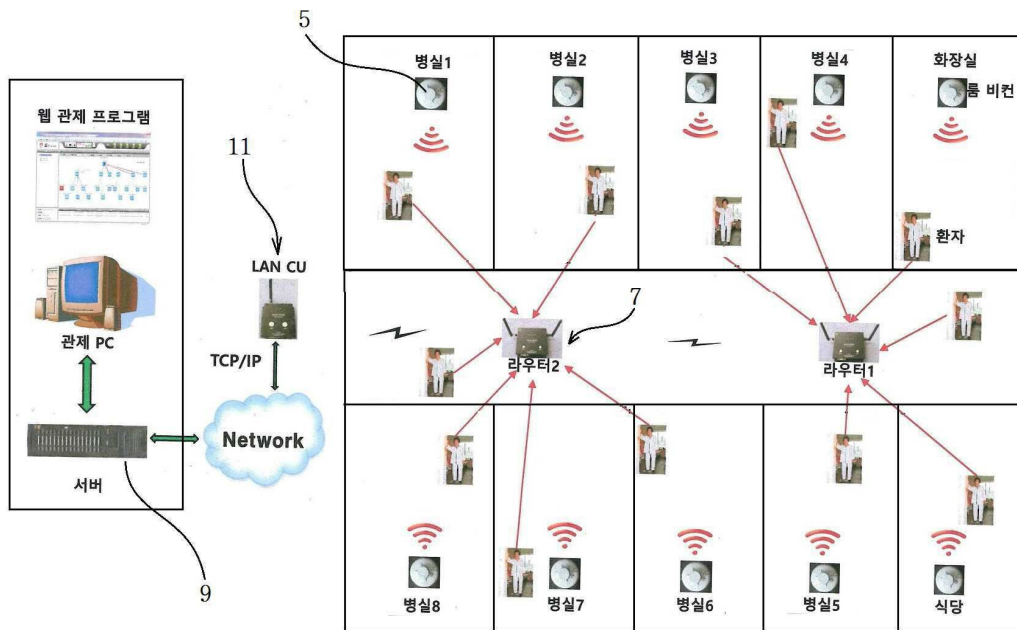 5
병실1
병실2
병실3
병실4
화장실
룸 비컨
웹 관제 프로그램
11
환자
LAN CU
7
관제 PC
TCP/IP
라우터2
라우터1
Network
서버
9
병실8
병실7
병실6
병실5
식당